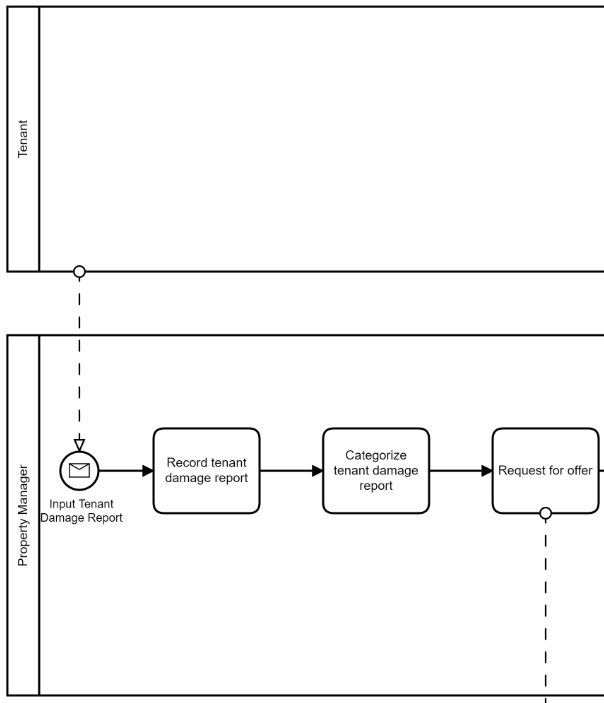 Tenant
Property Manager
Input Tenant
Damage Report
Record tenant
damage report
Categorize
tenant damage
report
Request for offer